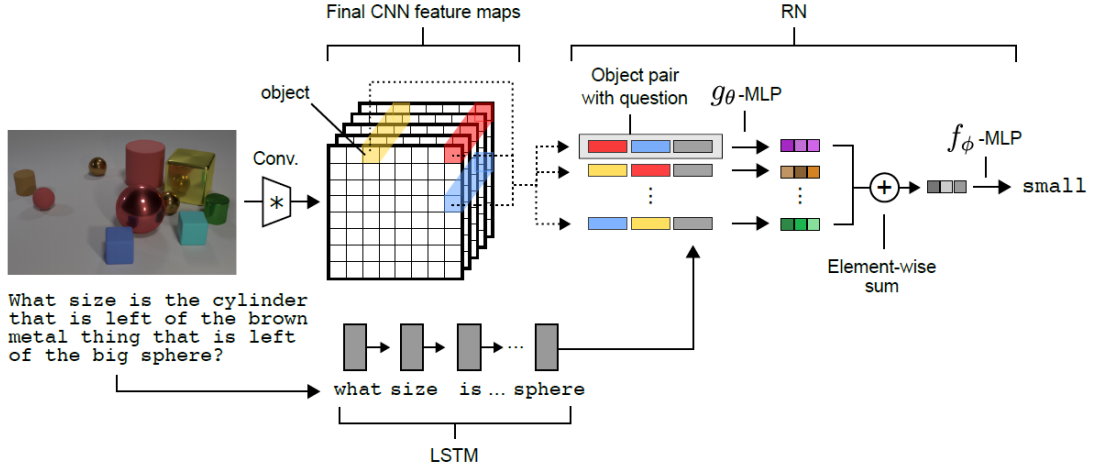 Final CNN feature maps
RN
object
Object pair
with question
gθ-MLP
fϕ-MLP
Conv.
*
+
small
Element-wise
sum
What size is the cylinder
that is left of the brown
metal thing that is left
of the big sphere?
...
what size is ... sphere
LSTM